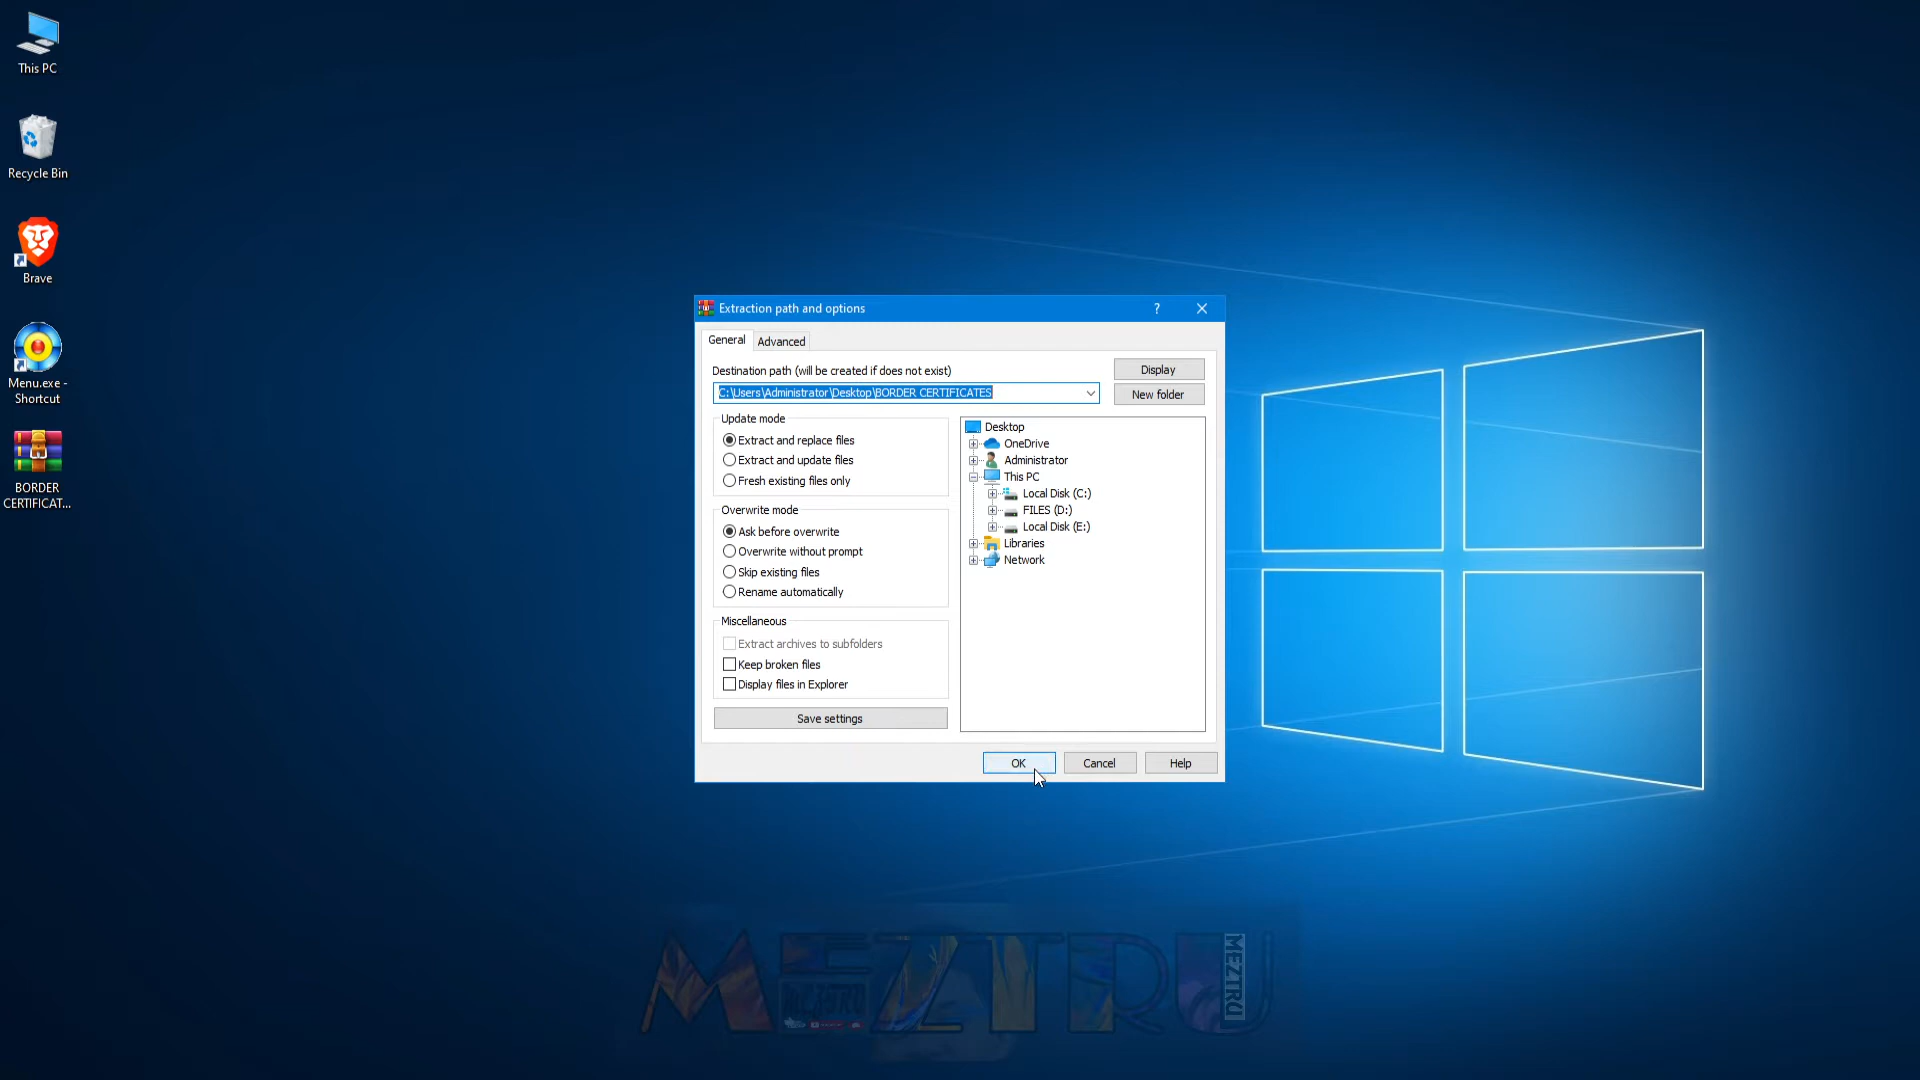 This PC
Recycle Bin
Brave
Menu.exe -
Shortcut
BORDER
CERTIFICAT...
Extraction path and options
?
General
Advanced
Destination path (will be created if does not exist)
C:\Users\Administrator\Desktop\BORDER CERTIFICATES
Display
New folder
Update mode
Extract and replace files
Extract and update files
Fresh existing files only
Overwrite mode
Ask before overwrite
Overwrite without prompt
Skip existing files
Rename automatically
Miscellaneous
Extract archives to subfolders
Keep broken files
Display files in Explorer
Save settings
Desktop
OneDrive
Administrator
This PC
Local Disk (C:)
FILES (D:)
Local Disk (E:)
Libraries
Network
OK
Cancel
Help
MEZTRU
MEZTRU